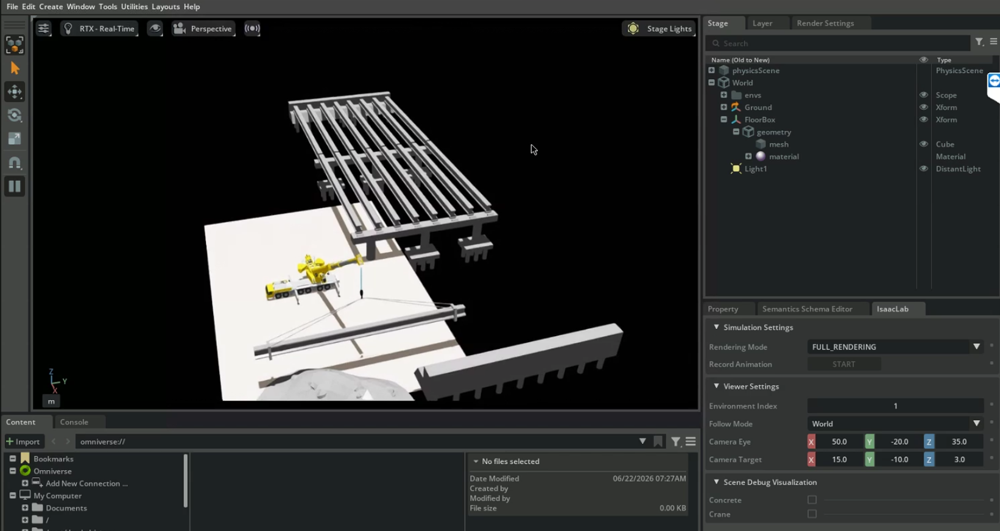 File Edit Create Window Tools Utilities Layouts Help
RTX - Real-Time
Perspective
Stage Lights
Stage
Layer
Render Settings
Search
Name (Old to New)
Type
physicsScene
PhysicsScene
World
envs
Scope
Ground
Xform
FloorBox
Xform
geometry
mesh
Cube
material
Material
Light1
DistantLight
Z
Y
X
m
Property
Semantics Schema Editor
IsaacLab
Simulation Settings
Rendering Mode
FULL_RENDERING
Record Animation
START
Viewer Settings
Environment Index
1
Follow Mode
World
Camera Eye
X 50.0 Y -20.0 Z 35.0
Camera Target
X 15.0 Y -10.0 Z 3.0
Scene Debug Visualization
Concrete
Crane
Content
Console
Import
omniverse://
Bookmarks
Omniverse
Add New Connection ...
My Computer
Documents
/
No files selected
Date Modified 06/22/2026 07:27AM
Created by
Modified by
File size 0.00 KB